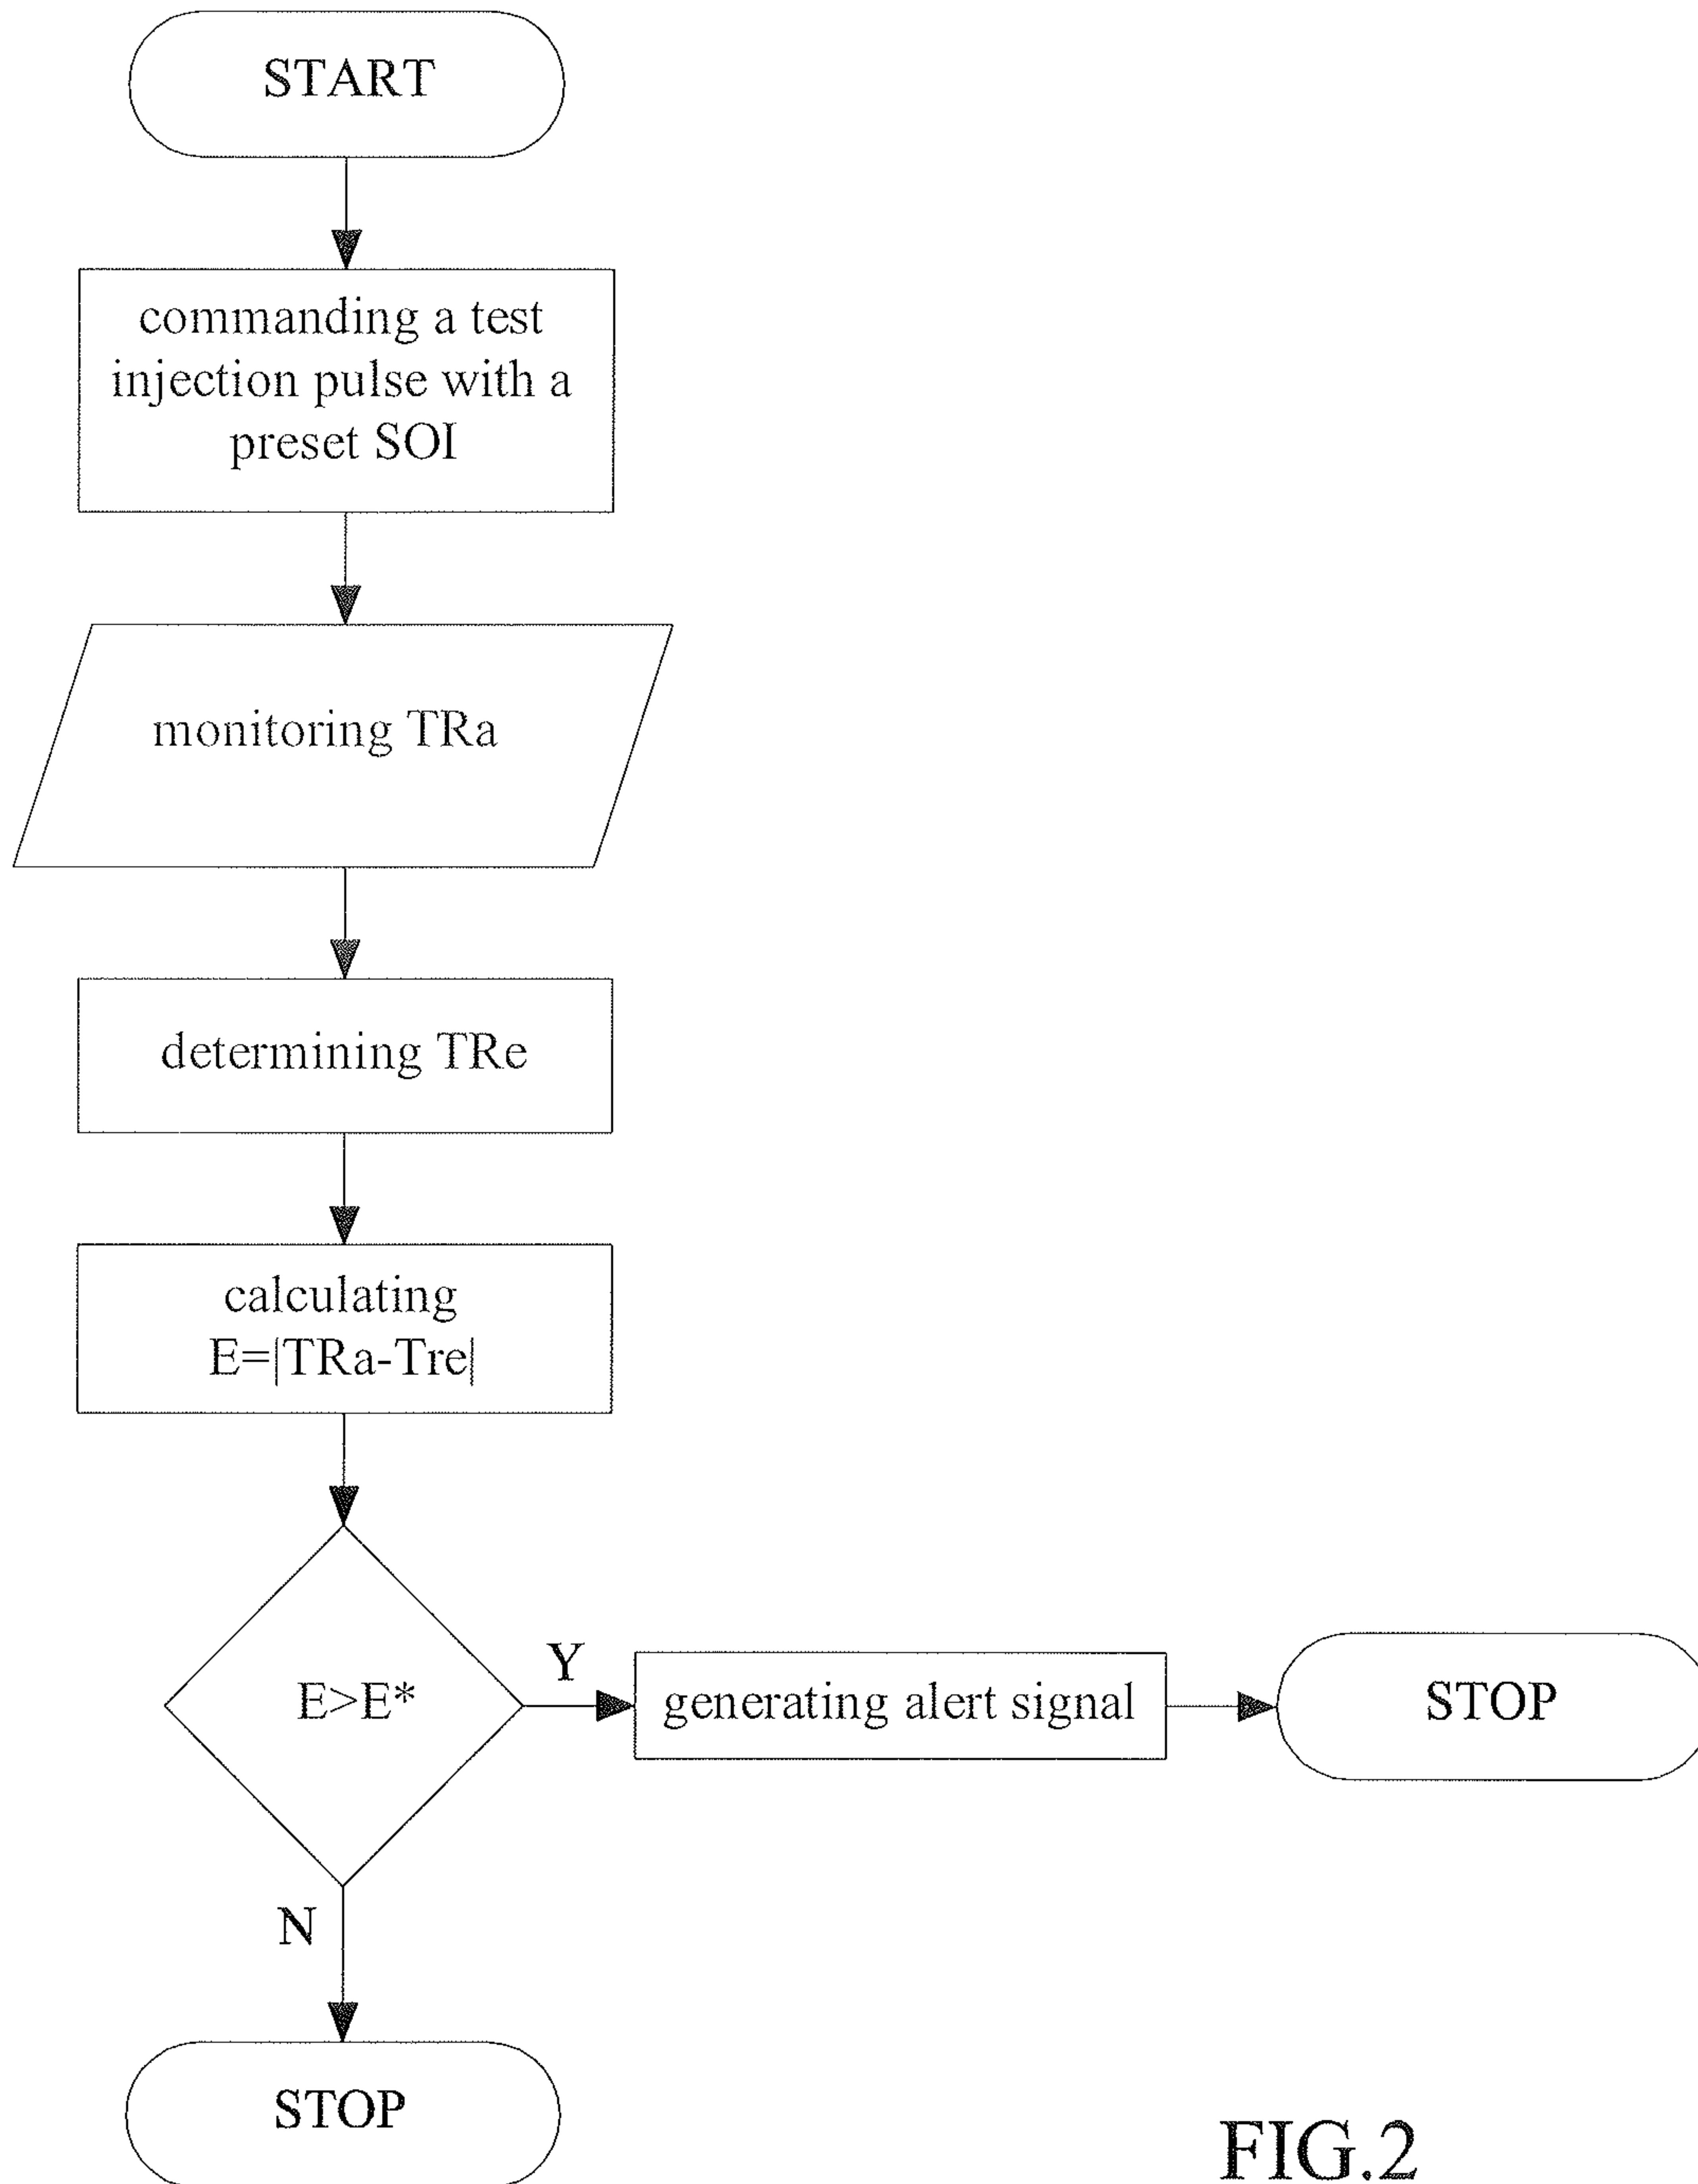 START
commanding a test
injection pulse with a
preset SOI
monitoring TRa
determining TRe
calculating
E=|TRa-Tre|
E>E*
Y
generating alert signal
STOP
N
STOP
FIG.2